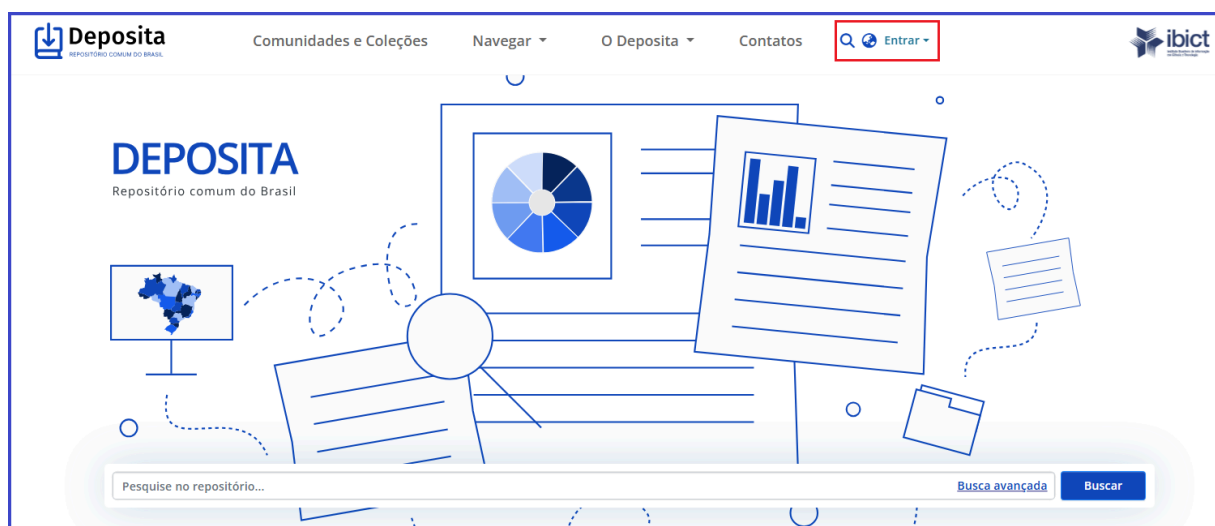 Deposita
REPOSITÓRIO COMUM DO BRASIL
Comunidades e Coleções
Navegar
O Deposita
Contatos
Entrar
ibict
DEPOSITA
Repositório comum do Brasil
Pesquise no repositório...
Busca avançada
Buscar